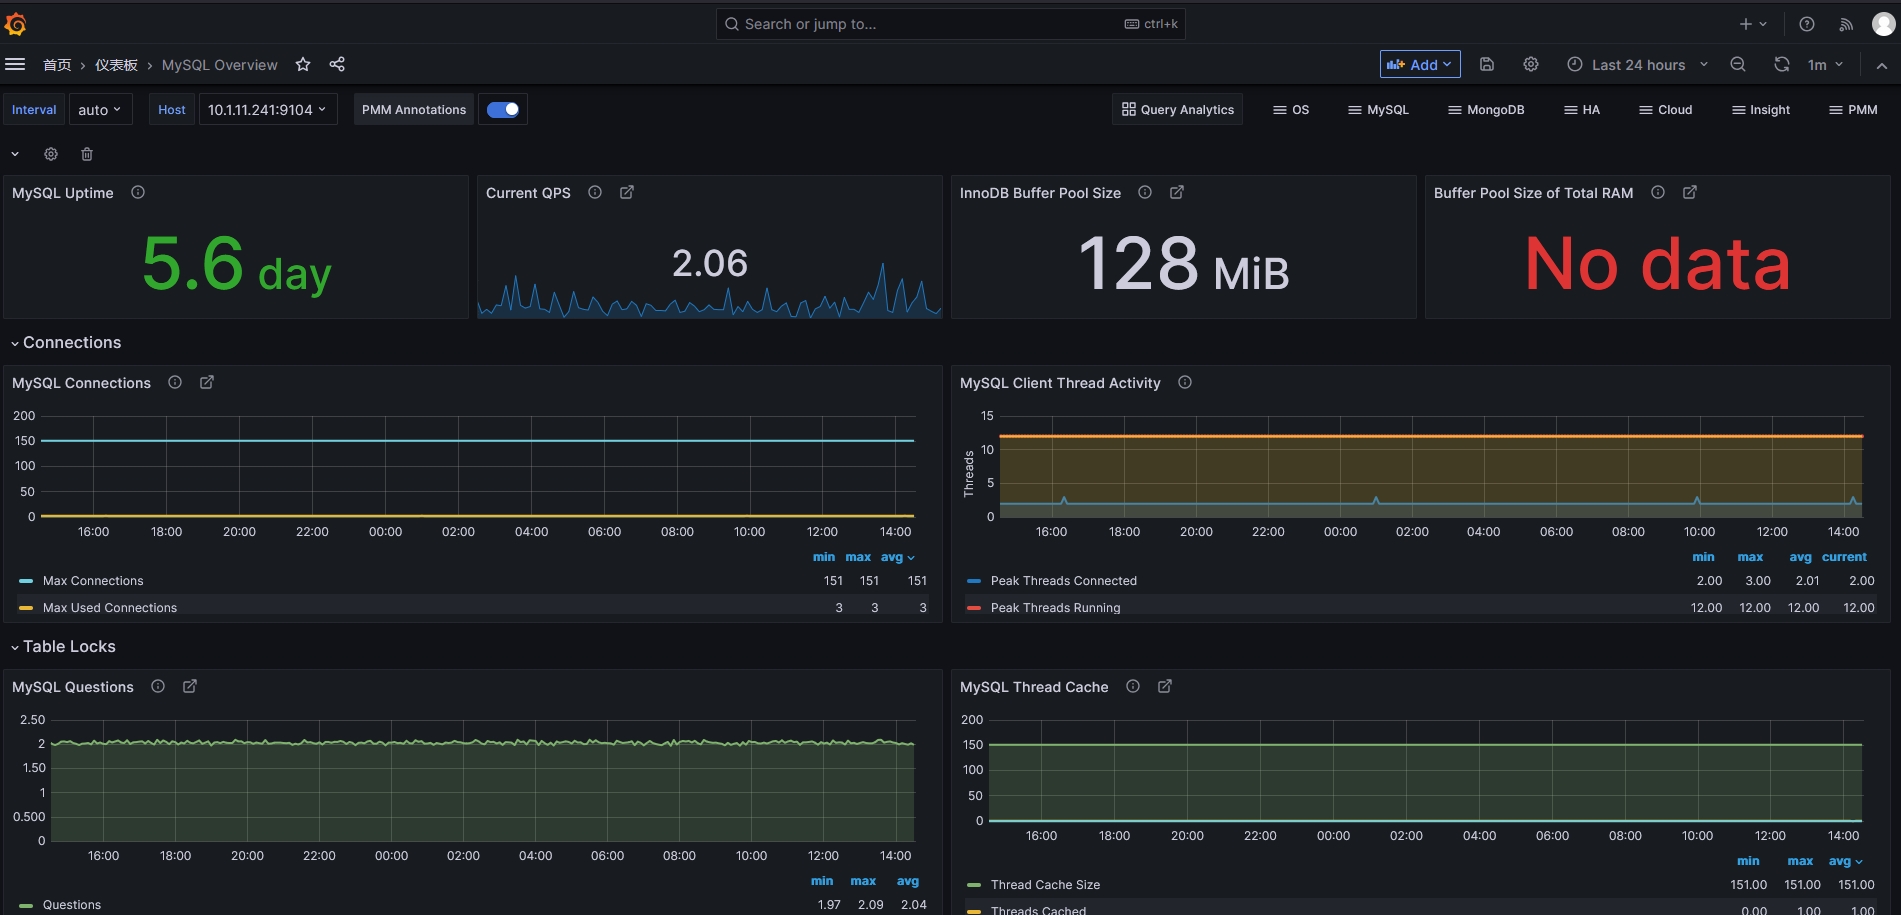 Search or jump to... ctrl+k
首页 › 仪表板 › MySQL Overview Add Last 24 hours 1m
Interval auto Host 10.1.11.241:9104 PMM Annotations Query Analytics OS MySQL MongoDB HA Cloud Insight PMM
MySQL Uptime
5.6 day
Current QPS
2.06
InnoDB Buffer Pool Size
128 MiB
Buffer Pool Size of Total RAM
No data
Connections
MySQL Connections
200
150
100
50
0
16:00 18:00 20:00 22:00 00:00 02:00 04:00 06:00 08:00 10:00 12:00 14:00
min max avg
Max Connections 151 151 151
Max Used Connections 3 3 3
MySQL Client Thread Activity
Threads
15
10
5
0
16:00 18:00 20:00 22:00 00:00 02:00 04:00 06:00 08:00 10:00 12:00 14:00
min max avg current
Peak Threads Connected 2.00 3.00 2.01 2.00
Peak Threads Running 12.00 12.00 12.00 12.00
Table Locks
MySQL Questions
2.50
2
1.50
1
0.500
0
16:00 18:00 20:00 22:00 00:00 02:00 04:00 06:00 08:00 10:00 12:00 14:00
min max avg
Questions 1.97 2.09 2.04
MySQL Thread Cache
200
150
100
50
0
16:00 18:00 20:00 22:00 00:00 02:00 04:00 06:00 08:00 10:00 12:00 14:00
min max avg
Thread Cache Size 151.00 151.00 151.00
Threads Cached 0.00 1.00 1.00